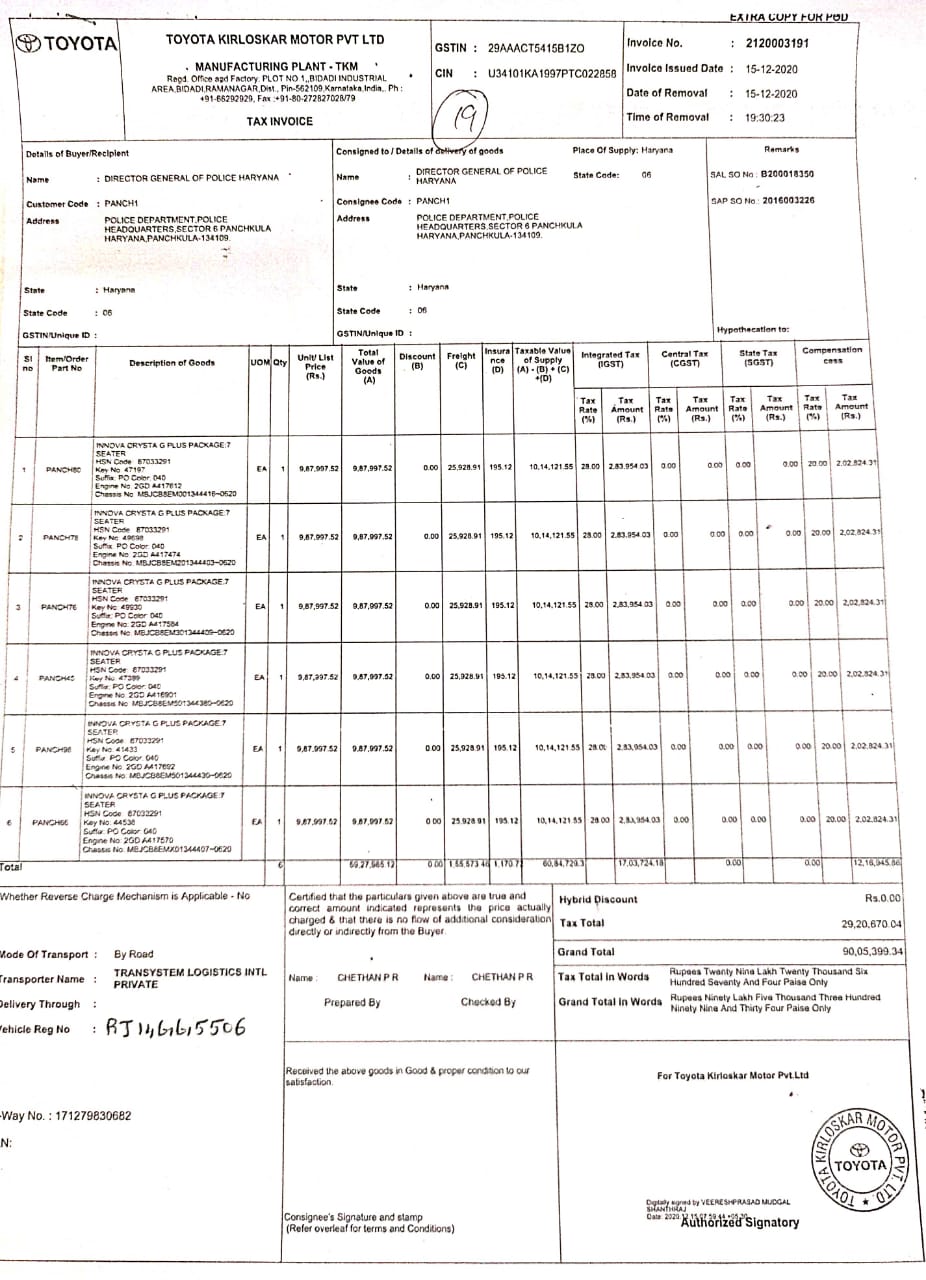 EXTRA COPY FOR PGD
TOYOTA
TOYOTA KIRLOSKAR MOTOR PVT LTD
MANUFACTURING PLANT - TKM
Regd. Office and Factory. PLOT NO 1,,BIDADI INDUSTRIAL
AREA,BIDADI,RAMANAGAR,Dist., Pin-562109,Karnataka,India,, Ph :
+91-66292929, Fax :+91-80-272827028/79
TAX INVOICE
GSTIN : 29AAACT5415B1ZO
CIN : U34101KA1997PTC022858
19
Invoice No. : 2120003191
Invoice Issued Date : 15-12-2020
Date of Removal : 15-12-2020
Time of Removal : 19:30:23
Details of Buyer/Recipient
Name : DIRECTOR GENERAL OF POLICE HARYANA
Customer Code : PANCH1
Address POLICE DEPARTMENT,POLICE
HEADQUARTERS,SECTOR 6 PANCHKULA
HARYANA,PANCHKULA-134109.
State : Haryana
State Code : 06
GSTIN/Unique ID :
Consigned to / Details of delivery of goods
Name : DIRECTOR GENERAL OF POLICE
HARYANA
Consignee Code : PANCH1
Address POLICE DEPARTMENT,POLICE
HEADQUARTERS,SECTOR 6 PANCHKULA
HARYANA,PANCHKULA-134109.
State : Haryana
State Code : 06
GSTIN/Unique ID :
Place Of Supply: Haryana
State Code: 06
Remarks
SAL SO No : B200018350
SAP SO No : 2016003226
Hypothecation to:
Sl no Item/Order Part No Description of Goods UOM Qty Unit/ List Price (Rs.) Total Value of Goods (A) Discount (B) Freight (C) Insura nce (D) Taxable Value of Supply (A) - (B) + (C) +(D) Integrated Tax (IGST) Central Tax (CGST) State Tax (SGST) Compensation cess
Tax Rate (%) Tax Amount (Rs.) Tax Rate (%) Tax Amount (Rs.) Tax Rate (%) Tax Amount (Rs.) Tax Rate (%) Tax Amount (Rs.)
INNOVA CRYSTA G PLUS PACKAGE:7
SEATER
HSN Code 87033291
1 PANCH80 Key No: 47197 EA 1 9,87,997.52 9,87,997.52 0.00 25,928.91 195.12 10,14,121.55 28.00 2,83,954.03 0.00 0.00 0.00 0.00 20.00 2,02,824.31
Suffix: PO Color: 040
Engine No: 2GD A417612
Chassis No: MBJCB8EM001344416-0620
INNOVA CRYSTA G PLUS PACKAGE:7
SEATER
HSN Code 87033291
2 PANCH78 Key No: 49698 EA 1 9,87,997.52 9,87,997.52 0.00 25,928.91 195.12 10,14,121.55 28.00 2,83,954.03 0.00 0.00 0.00 0.00 20.00 2,02,824.31
Suffix: PO Color: 040
Engine No: 2GD A417474
Chassis No: MBJCB8EM201344403-0620
INNOVA CRYSTA G PLUS PACKAGE:7
SEATER
HSN Code: 87033291
3 PANCH76 Key No: 49930 EA 1 9,87,997.52 9,87,997.52 0.00 25,928.91 195.12 10,14,121.55 28.00 2,83,954.03 0.00 0.00 0.00 0.00 20.00 2,02,824.31
Suffix: PO Color: 040
Engine No: 2GD A417584
Chassis No: MBJCB8EM301344409-0620
INNOVA CRYSTA G PLUS PACKAGE:7
SEATER
HSN Code: 87033291
4 PANCH45 Key No: 47389 EA 1 9,87,997.52 9,87,997.52 0.00 25,928.91 195.12 10,14,121.55 28.00 2,83,954.03 0.00 0.00 0.00 0.00 20.00 2,02,824.31
Suffix: PO Color: 040
Engine No: 2GD A416901
Chassis No: MBJCB8EM501344380-0620
INNOVA CRYSTA G PLUS PACKAGE:7
SEATER
HSN Code: 87033291
5 PANCH98 Key No: 41433 EA 1 9,87,997.52 9,87,997.52 0.00 25,928.91 195.12 10,14,121.55 28.00 2,83,954.03 0.00 0.00 0.00 0.00 20.00 2,02,824.31
Suffix: PO Color: 040
Engine No: 2GD A417692
Chassis No: MBJCB8EM501344430-0620
INNOVA CRYSTA G PLUS PACKAGE:7
SEATER
HSN Code: 87033291
6 PANCH66 Key No: 44536 EA 1 9,87,997.52 9,87,997.52 0.00 25,928.91 195.12 10,14,121.55 28.00 2,83,954.03 0.00 0.00 0.00 0.00 20.00 2,02,824.31
Suffix: PO Color: 040
Engine No: 2GD A417570
Chassis No: MBJCB8EMX01344407-0620
Total 6 59,27,985.12 0.00 1,55,573.46 1,170.7 60,84,729.3 17,03,724.18 0.00 0.00 12,16,945.86
Whether Reverse Charge Mechanism is Applicable - No
Mode Of Transport : By Road
Transporter Name : TRANSYSTEM LOGISTICS INTL
PRIVATE
Delivery Through :
Vehicle Reg No : RJ14GG5506
-Way No. : 171279830682
N:
Certified that the particulars given above are true and
correct amount indicated represents the price actually
charged & that there is no flow of additional consideration
directly or indirectly from the Buyer.
Name : CHETHAN P R Name : CHETHAN P R
Prepared By Checked By
Received the above goods in Good & proper condition to our
satisfaction.
Consignee's Signature and stamp
(Refer overleaf for terms and Conditions)
Hybrid Discount Rs.0.00
Tax Total 29,20,670.04
Grand Total 90,05,399.34
Tax Total In Words Rupees Twenty Nine Lakh Twenty Thousand Six
Hundred Seventy And Four Paise Only
Grand Total In Words Rupees Ninety Lakh Five Thousand Three Hundred
Ninety Nine And Thirty Four Paise Only
For Toyota Kirloskar Motor Pvt.Ltd
TOYOTA KIRLOSKAR MOTOR PVT. LTD.
TOYOTA
Digitally signed by VEERESHPRASAD MUDGAL
SHANTHRAJ
Date: 2020.12.15 07:59:44 +05:30
Authorized Signatory